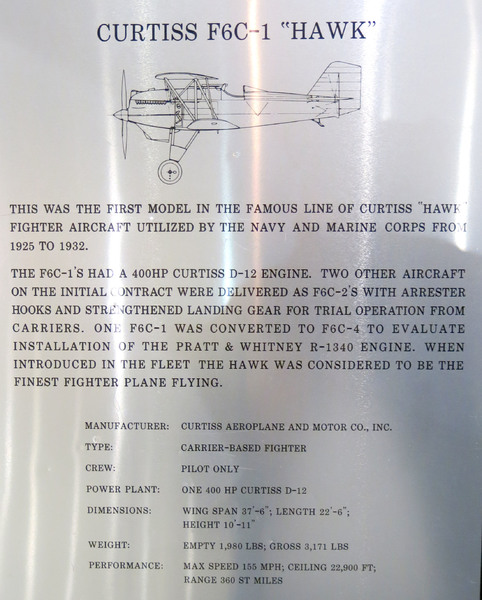 CURTISS F6C-1 "HAWK"
THIS WAS THE FIRST MODEL IN THE FAMOUS LINE OF CURTISS "HAWK"
FIGHTER AIRCRAFT UTILIZED BY THE NAVY AND MARINE CORPS FROM
1925 TO 1932.
THE F6C-1'S HAD A 400HP CURTISS D-12 ENGINE. TWO OTHER AIRCRAFT
ON THE INITIAL CONTRACT WERE DELIVERED AS F6C-2'S WITH ARRESTER
HOOKS AND STRENGTHENED LANDING GEAR FOR TRIAL OPERATION FROM
CARRIERS. ONE F6C-1 WAS CONVERTED TO F6C-4 TO EVALUATE
INSTALLATION OF THE PRATT & WHITNEY R-1340 ENGINE. WHEN
INTRODUCED IN THE FLEET THE HAWK WAS CONSIDERED TO BE THE
FINEST FIGHTER PLANE FLYING.
MANUFACTURER: CURTISS AEROPLANE AND MOTOR CO., INC.
TYPE: CARRIER-BASED FIGHTER
CREW: PILOT ONLY
POWER PLANT: ONE 400 HP CURTISS D-12
DIMENSIONS: WING SPAN 37'-6"; LENGTH 22'-6";
HEIGHT 10'-11"
WEIGHT: EMPTY 1,980 LBS; GROSS 3,171 LBS
PERFORMANCE: MAX SPEED 155 MPH; CEILING 22,900 FT;
RANGE 360 ST MILES